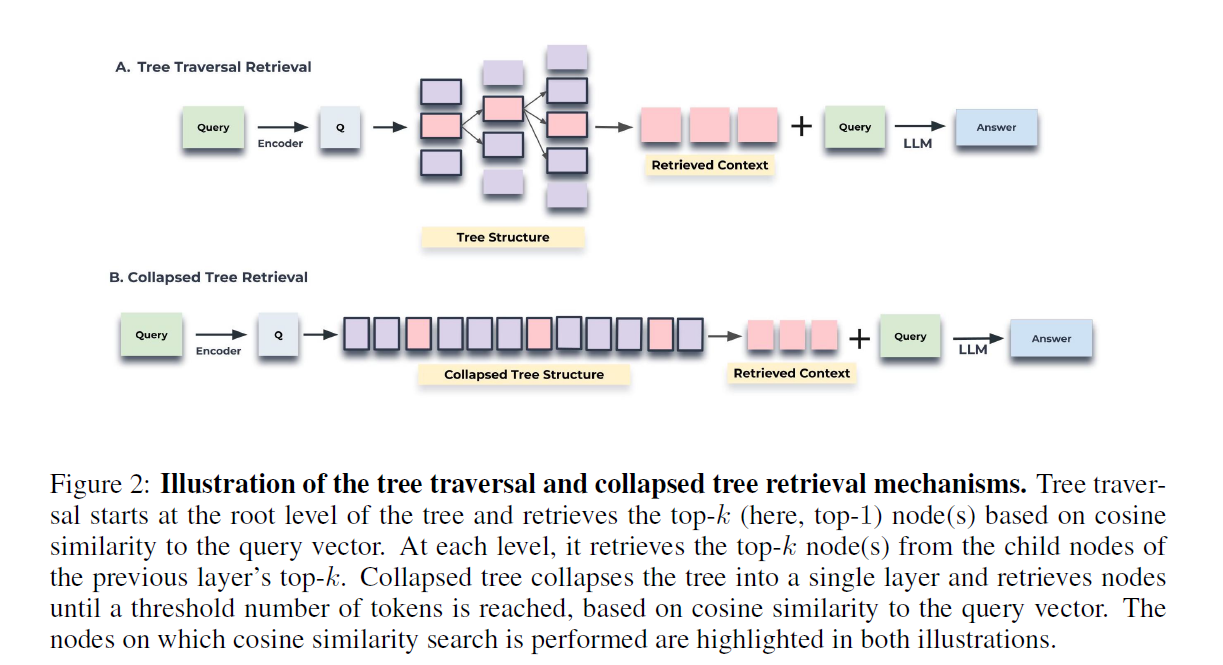 A. Tree Traversal Retrieval
Query
Encoder
Q
Tree Structure
Retrieved Context
+
Query
LLM
Answer
B. Collapsed Tree Retrieval
Query
Encoder
Q
Collapsed Tree Structure
Retrieved Context
+
Query
LLM
Answer
Figure 2: Illustration of the tree traversal and collapsed tree retrieval mechanisms. Tree traver-
sal starts at the root level of the tree and retrieves the top-k (here, top-1) node(s) based on cosine
similarity to the query vector. At each level, it retrieves the top-k node(s) from the child nodes of
the previous layer’s top-k. Collapsed tree collapses the tree into a single layer and retrieves nodes
until a threshold number of tokens is reached, based on cosine similarity to the query vector. The
nodes on which cosine similarity search is performed are highlighted in both illustrations.